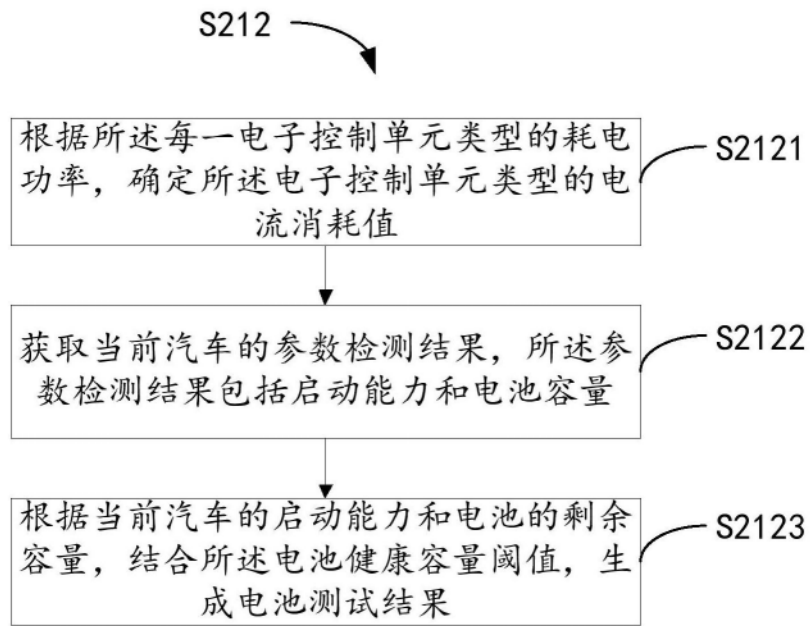 S212
根据所述每一电子控制单元类型的耗电
功率，确定所述电子控制单元类型的电
流消耗值
S2121
获取当前汽车的参数检测结果，所述参
数检测结果包括启动能力和电池容量
S2122
根据当前汽车的启动能力和电池的剩余
容量，结合所述电池健康容量阈值，生
成电池测试结果
S2123